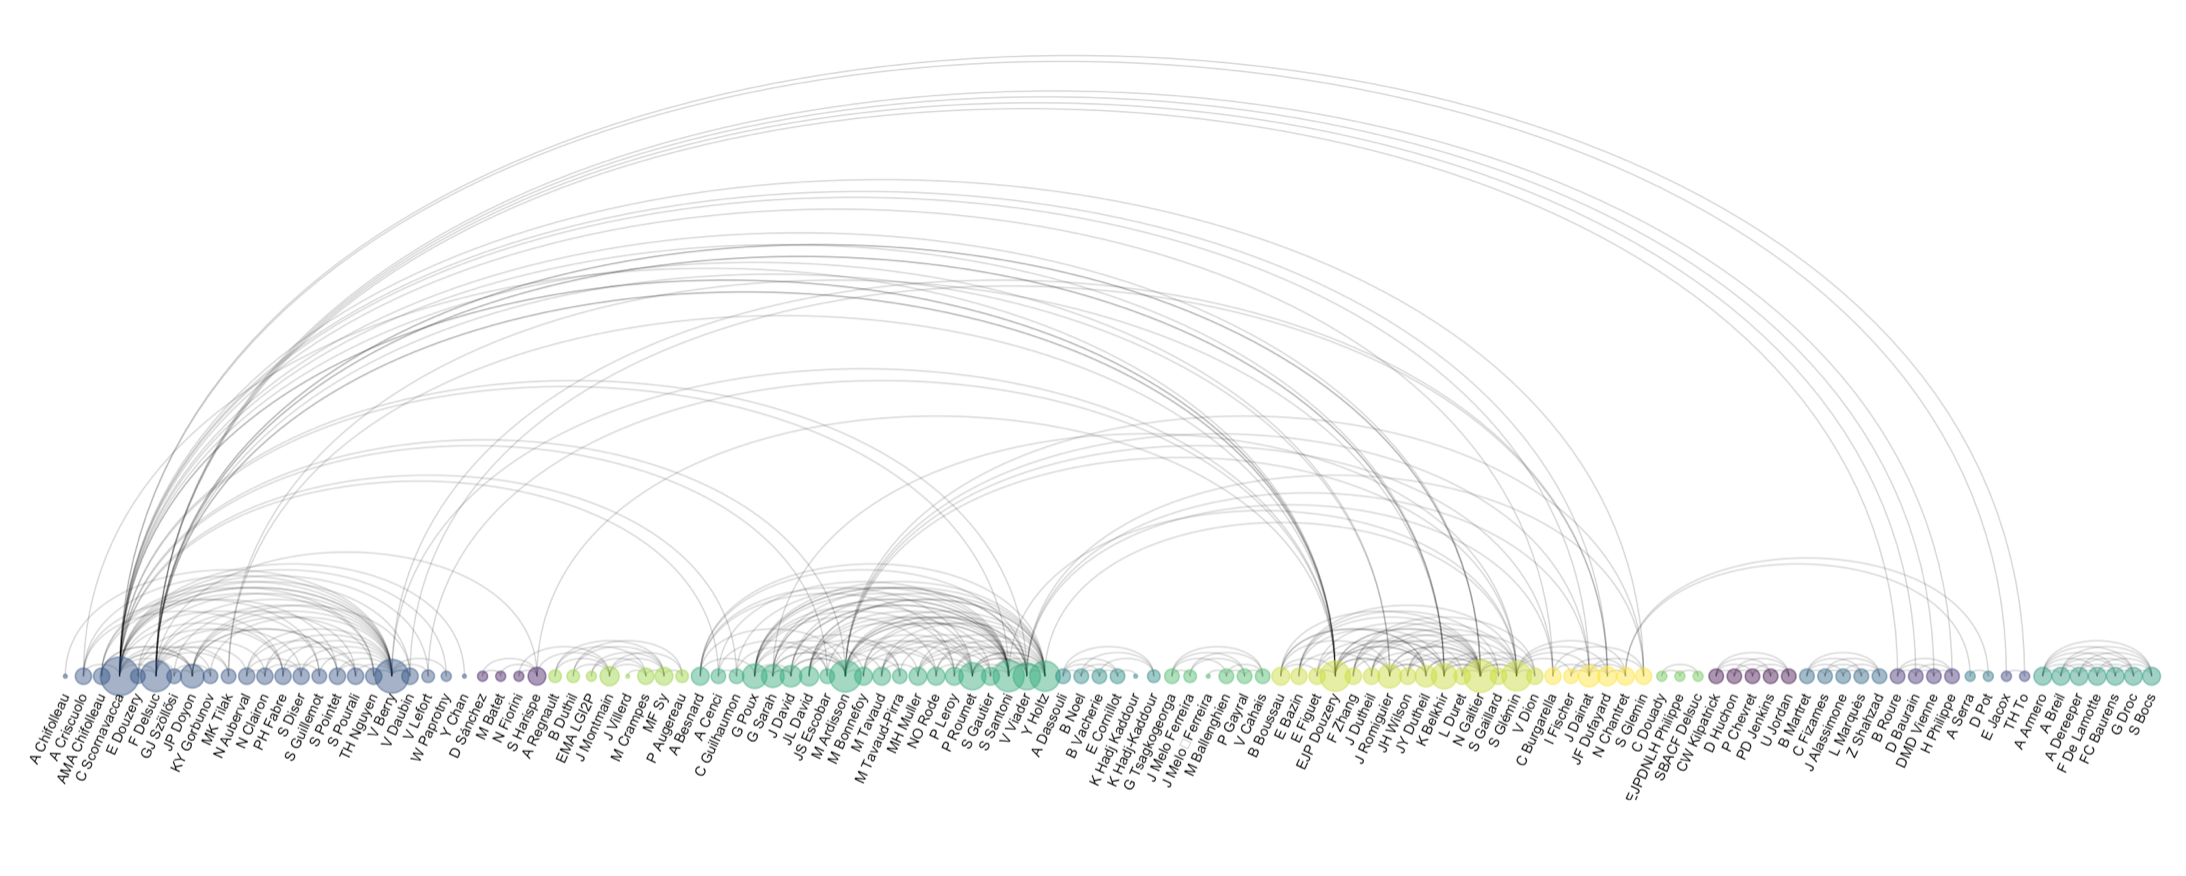 A Chifolleau
A Criscuolo
AMA Chifolleau
C Scornavacca
E Douzery
F Delsuc
GJ Szöllősi
JP Doyon
KY Gorbunov
MK Tilak
N Auberval
N Clairon
PH Fabre
S Diser
S Guillemot
S Pointet
S Pourali
TH Nguyen
V Berry
V Daubin
V Lefort
W Paprotny
Y Chan
D Sánchez
M Batet
N Fiorini
S Harispe
A Regnault
B Duthil
EMA LGI2P
J Montmain
J Villerd
M Crampes
MF Sy
P Augereau
A Besnard
A Cenci
C Guilhaumon
G Poux
G Sarah
J David
JL David
JS Escobar
M Ardisson
M Bonnefoy
M Tavaud
M Tavaud-Pirra
MH Muller
NO Rode
P Leroy
P Roumet
S Gautier
S Santoni
V Viader
Y Holtz
A Dassouli
B Noel
B Vacherie
E Cornillot
K Hadj Kaddour
K Hadj-Kaddour
G Tsagkogeorga
J Melo Ferreira
J Melo Ferreira
M Ballenghien
P Gayral
V Cahais
B Boussau
E Bazin
E Figuet
EJP Douzery
F Zhang
J Dutheil
J Romiguier
JH Wilson
JY Dutheil
K Belkhir
L Duret
N Galtier
S Gaillard
S Glémin
V Dion
C Burgarella
I Fischer
J Dainat
JF Dufayard
N Chantret
S Glemin
C Douady
EJPDNLH Philippe
SBACF Delsuc
CW Kilpatrick
D Huchon
P Chevret
PD Jenkins
U Jordan
B Martret
C Fizames
J Alassimone
L Marquès
Z Shahzad
B Roure
D Baurain
DMD Vienne
H Philippe
A Serra
D Pot
E Jacox
TH To
A Armero
A Breil
A Dereeper
F De Lamotte
FC Baurens
G Droc
S Bocs